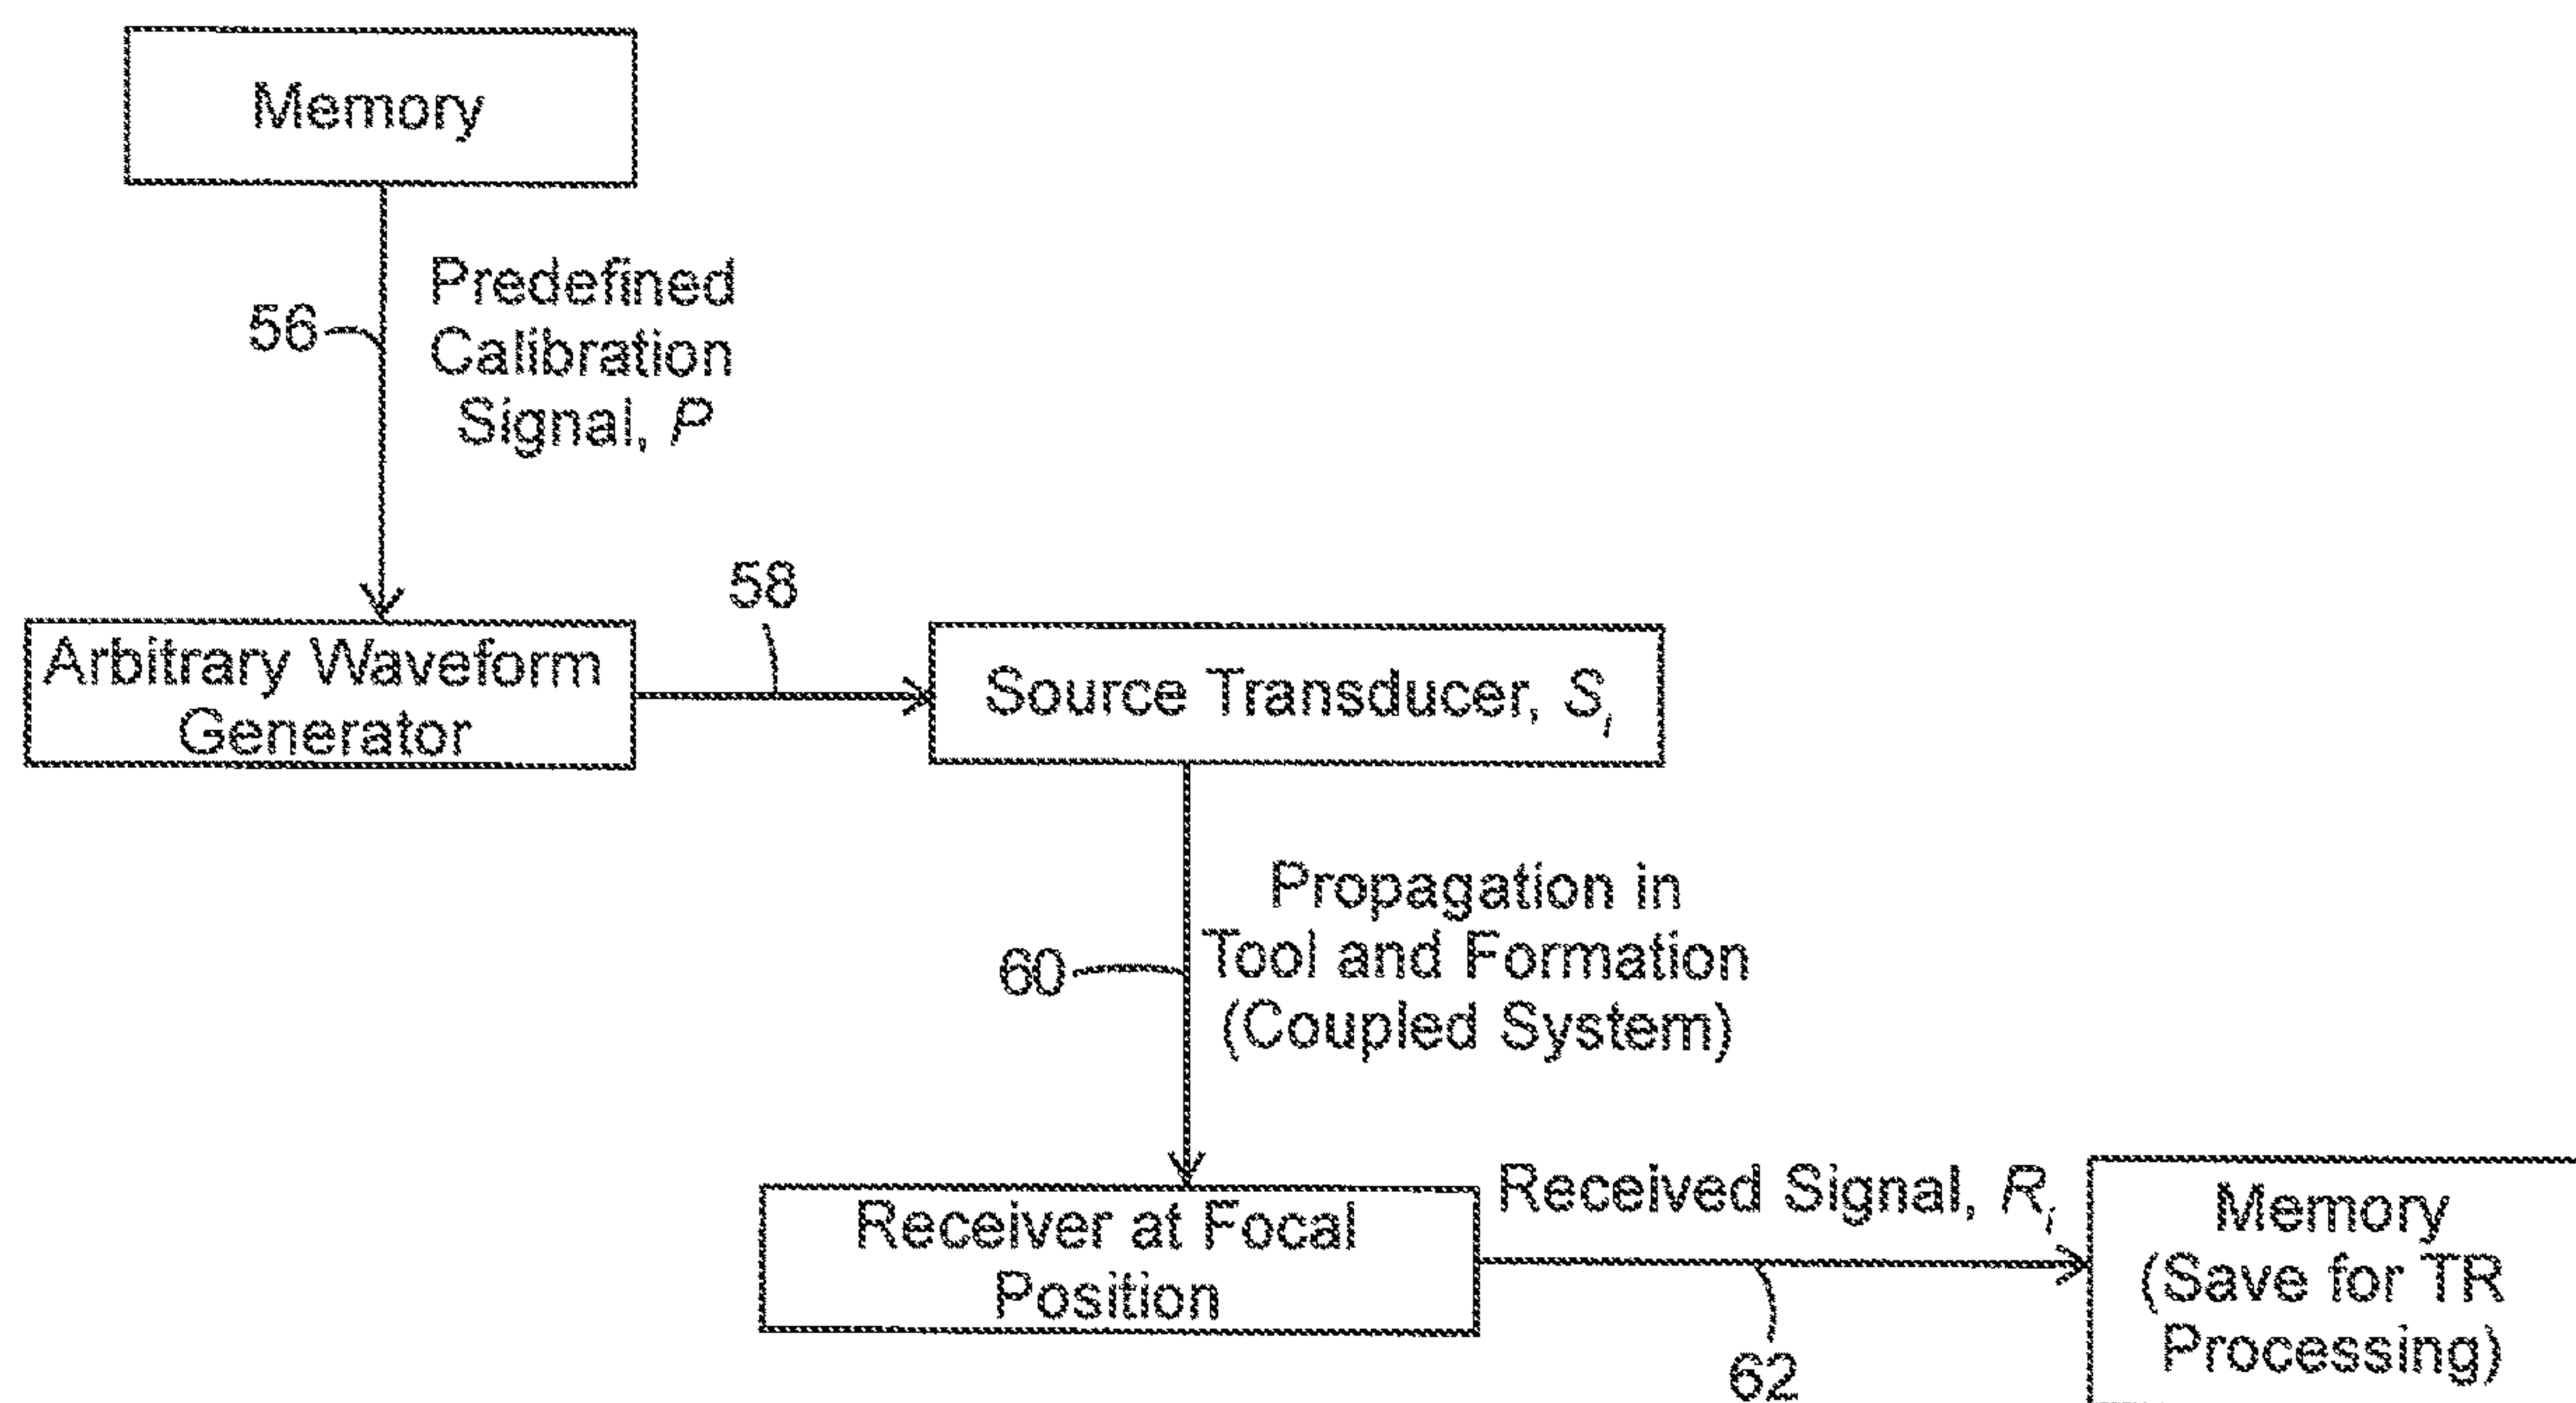 Memory
56
Predefined
Calibration
Signal, P
58
Arbitrary Waveform
Generator
Source Transducer, Si
60
Propagation in
Tool and Formation
(Coupled System)
Receiver at Focal
Position
Received Signal, Ri
62
Memory
(Save for TR
Processing)